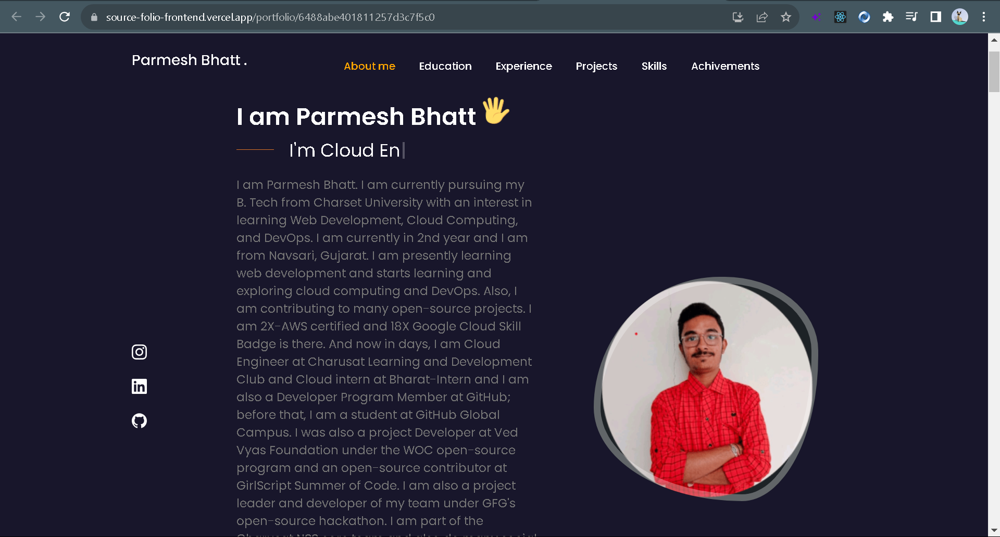 source-folio-frontend.vercel.app/portfolio/6488abe401811257d3c7f5c0
Parmesh Bhatt .
About me Education Experience Projects Skills Achivements
I am Parmesh Bhatt
I'm Cloud En
I am Parmesh Bhatt. I am currently pursuing my
B. Tech from Charset University with an interest in
learning Web Development, Cloud Computing,
and DevOps. I am currently in 2nd year and I am
from Navsari, Gujarat. I am presently learning
web development and starts learning and
exploring cloud computing and DevOps. Also, I
am contributing to many open-source projects. I
am 2X-AWS certified and 18X Google Cloud Skill
Badge is there. And now in days, I am Cloud
Engineer at Charusat Learning and Development
Club and Cloud intern at Bharat-Intern and I am
also a Developer Program Member at GitHub;
before that, I am a student at GitHub Global
Campus. I was also a project Developer at Ved
Vyas Foundation under the WOC open-source
program and an open-source contributor at
GirlScript Summer of Code. I am also a project
leader and developer of my team under GFG's
open-source hackathon. I am part of the